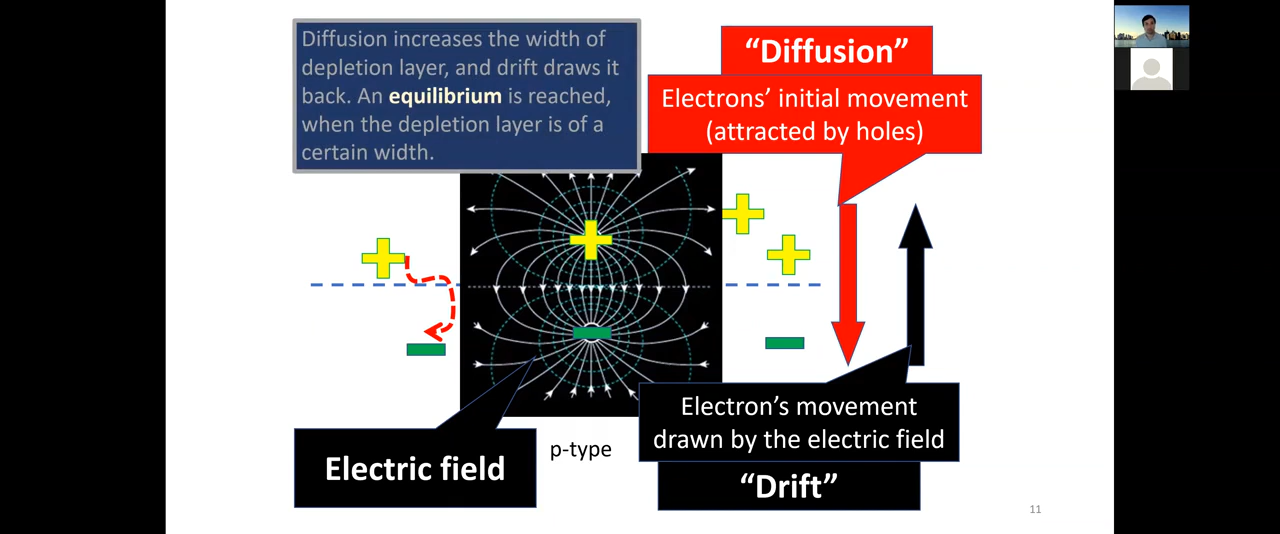 Diffusion increases the width of
depletion layer, and drift draws it
back. An equilibrium is reached,
when the depletion layer is of a
certain width.
“Diffusion”
Electrons’ initial movement
(attracted by holes)
Electron’s movement
drawn by the electric field
“Drift”
Electric field
p-type
11